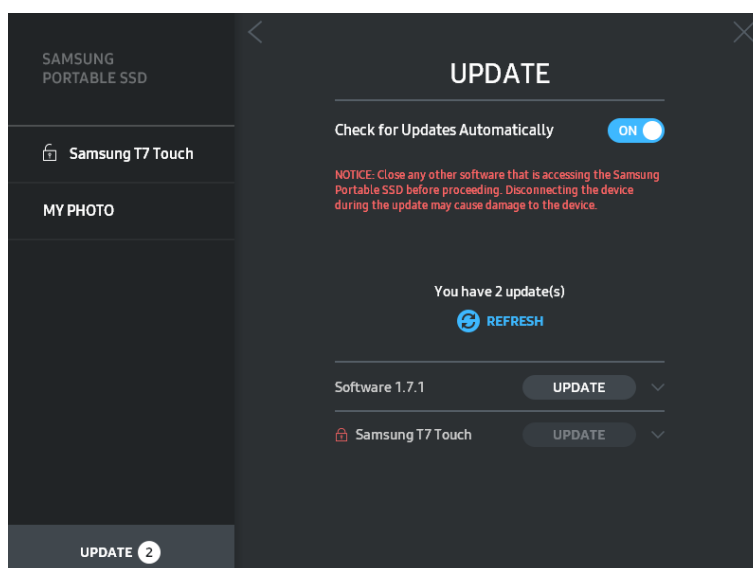 SAMSUNG
PORTABLE SSD
Samsung T7 Touch
MY PHOTO
UPDATE 2
UPDATE
Check for Updates Automatically ON
NOTICE: Close any other software that is accessing the Samsung
Portable SSD before proceeding. Disconnecting the device
during the update may cause damage to the device.
You have 2 update(s)
REFRESH
Software 1.7.1 UPDATE
Samsung T7 Touch UPDATE